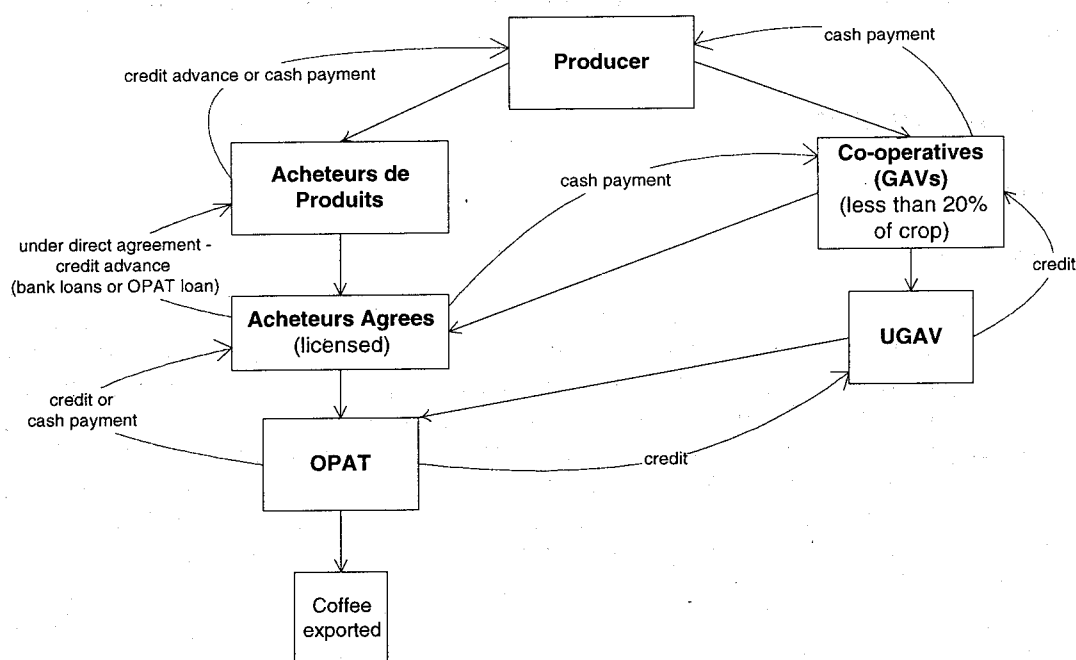 cash payment
Producer
credit advance or cash payment
Acheteurs de
Produits
Co-operatives
(GAVs)
(less than 20%
of crop)
cash payment
under direct agreement -
credit advance
(bank loans or OPAT loan)
credit
Acheteurs Agrees
(licensed)
UGAV
credit or
cash payment
OPAT
credit
Coffee
exported